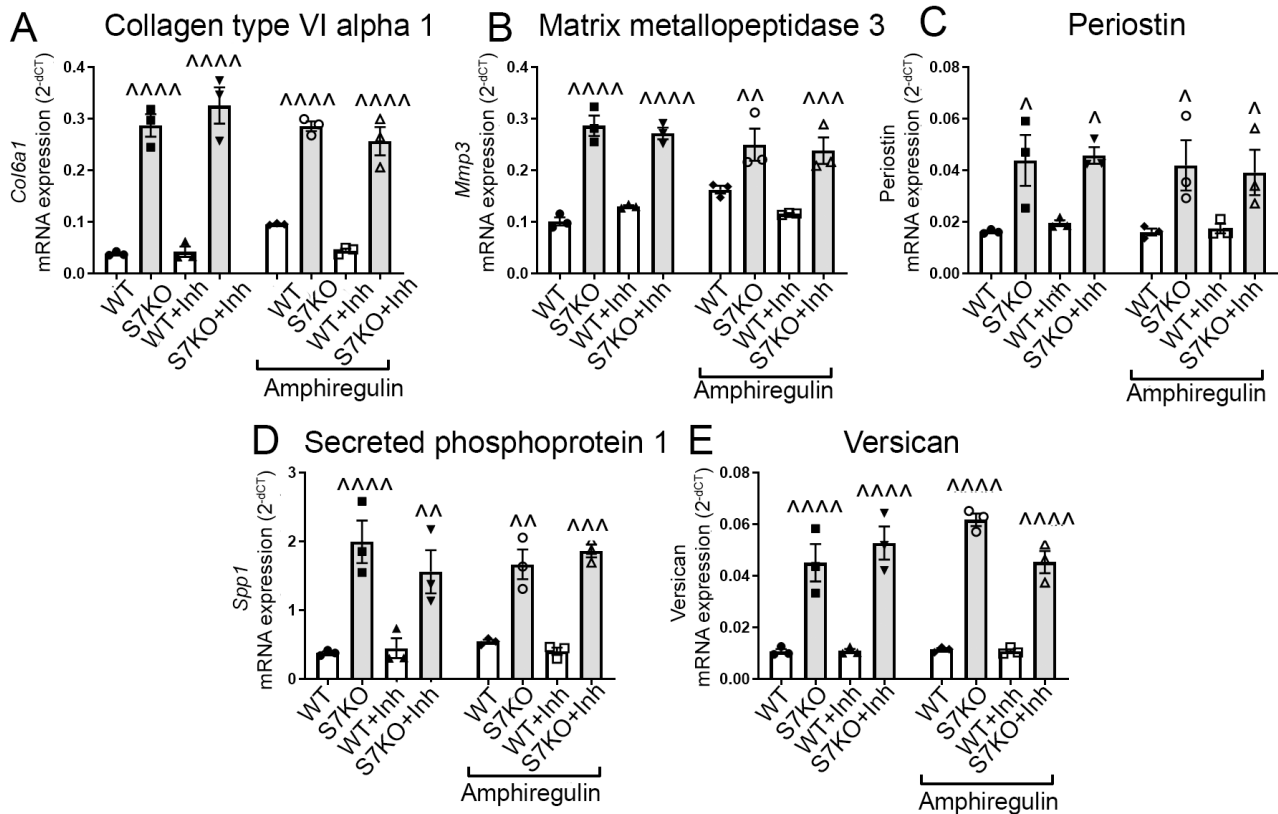 A Collagen type VI alpha 1
Col6a1
mRNA expression (2-dCT)
0.4
0.3
0.2
0.1
0.0
^^^^
^^^^
^^^^
^^^^
WT
S7KO
WT+Inh
S7KO+Inh
WT
S7KO
WT+Inh
S7KO+Inh
Amphiregulin
B Matrix metallopeptidase 3
Mmp3
mRNA expression (2-dCT)
0.4
0.3
0.2
0.1
0.0
^^^^
^^^^
^^
^^^
WT
S7KO
WT+Inh
S7KO+Inh
WT
S7KO
WT+Inh
S7KO+Inh
Amphiregulin
C Periostin
Periostin
mRNA expression (2-dCT)
0.08
0.06
0.04
0.02
0.00
^
^
^
^
WT
S7KO
WT+Inh
S7KO+Inh
WT
S7KO
WT+Inh
S7KO+Inh
Amphiregulin
D Secreted phosphoprotein 1
Spp1
mRNA expression (2-dCT)
3
2
1
0
^^^^
^^
^^
^^^
WT
S7KO
WT+Inh
S7KO+Inh
WT
S7KO
WT+Inh
S7KO+Inh
Amphiregulin
E Versican
Versican
mRNA expression (2-dCT)
0.08
0.06
0.04
0.02
0.00
^^^^
^^^^
^^^^
^^^^
WT
S7KO
WT+Inh
S7KO+Inh
WT
S7KO
WT+Inh
S7KO+Inh
Amphiregulin